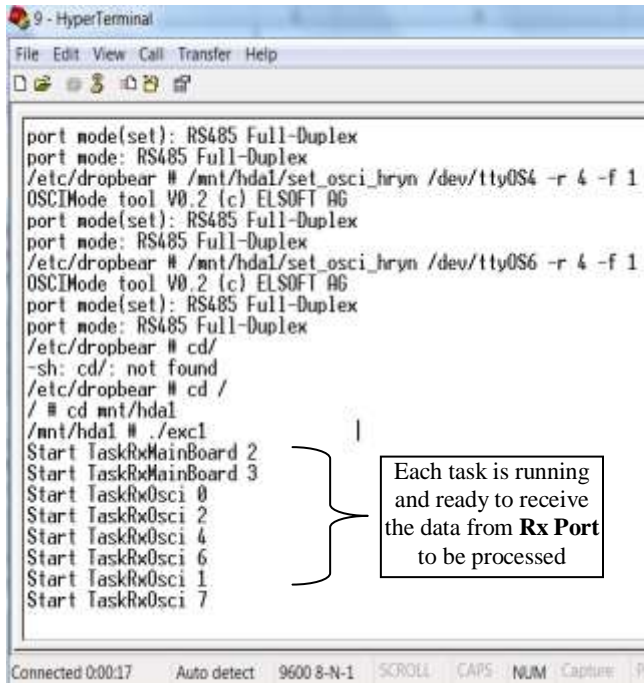 9 - HyperTerminal
File Edit View Call Transfer Help
port mode(set): RS485 Full-Duplex
port mode: RS485 Full-Duplex
/etc/dropbear # /mnt/hda1/set_osci_hryn /dev/ttyOS4 -r 4 -f 1
OSCIMode tool V0.2 (c) ELSOFT AG
port mode(set): RS485 Full-Duplex
port mode: RS485 Full-Duplex
/etc/dropbear # /mnt/hda1/set_osci_hryn /dev/ttyOS6 -r 4 -f 1
OSCIMode tool V0.2 (c) ELSOFT AG
port mode(set): RS485 Full-Duplex
port mode: RS485 Full-Duplex
/etc/dropbear # cd/
-sh: cd/: not found
/etc/dropbear # cd /
/ # cd mnt/hda1
/mnt/hda1 # ./exc1
Start TaskRxMainBoard 2
Start TaskRxMainBoard 3
Start TaskRxOsci 0
Start TaskRxOsci 2
Start TaskRxOsci 4
Start TaskRxOsci 6
Start TaskRxOsci 1
Start TaskRxOsci 7
Each task is running
and ready to receive
the data from Rx Port
to be processed
Connected 0:00:17 Auto detect 9600 8-N-1 SCROLL CAPS NUM Capture